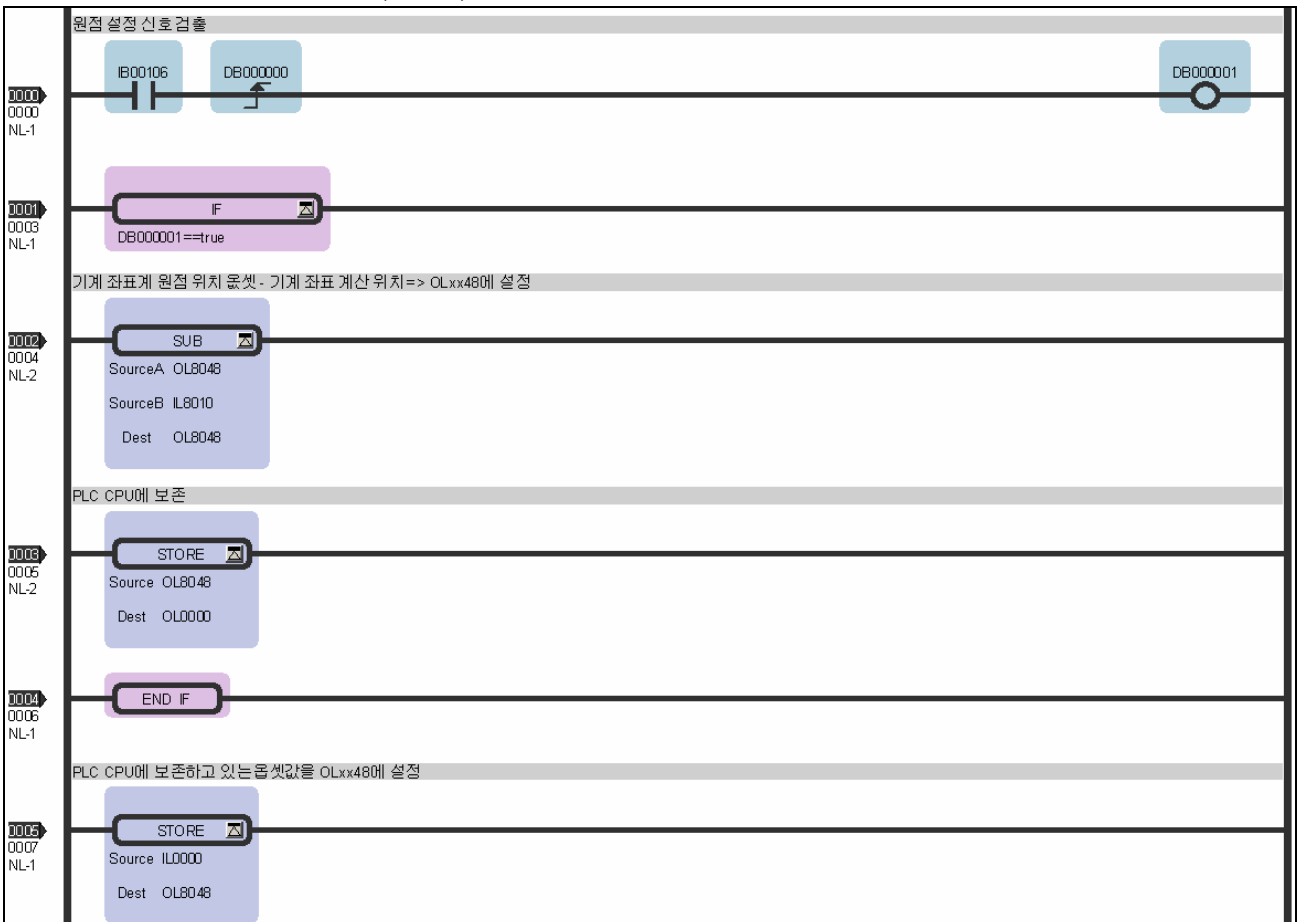 원점 설정 신호검출
IB00106 DB000000 DB000001
0000
0000
NL-1
0001
IF
0003
DB000001==true
NL-1
기계 좌표계 원점 위치 옵셋 - 기계 좌표 계산 위치=> OLxx48에 설정
0002
SUB
0004
SourceA OL8048
NL-2
SourceB IL8010
Dest OL8048
PLC CPU에 보존
0003
STORE
0005
Source OL8048
NL-2
Dest OL0000
0004
END IF
0006
NL-1
PLC CPU에 보존하고 있는옵셋값을 OLxx48에 설정
0005
STORE
0007
Source IL0000
NL-1
Dest OL8048